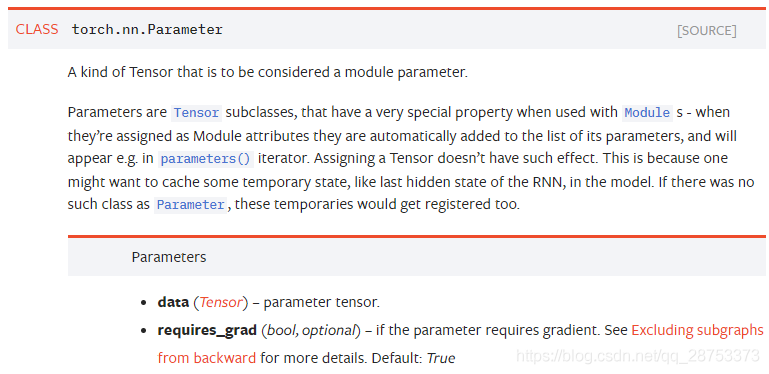 CLASS torch.nn.Parameter [SOURCE]
A kind of Tensor that is to be considered a module parameter.
Parameters are Tensor subclasses, that have a very special property when used with Module s - when
they’re assigned as Module attributes they are automatically added to the list of its parameters, and will
appear e.g. in parameters() iterator. Assigning a Tensor doesn’t have such effect. This is because one
might want to cache some temporary state, like last hidden state of the RNN, in the model. If there was no
such class as Parameter, these temporaries would get registered too.
Parameters
• data (Tensor) – parameter tensor.
• requires_grad (bool, optional) – if the parameter requires gradient. See Excluding subgraphs
from backward for more details. Default: True
https://blog.csdn.net/qq_28753373